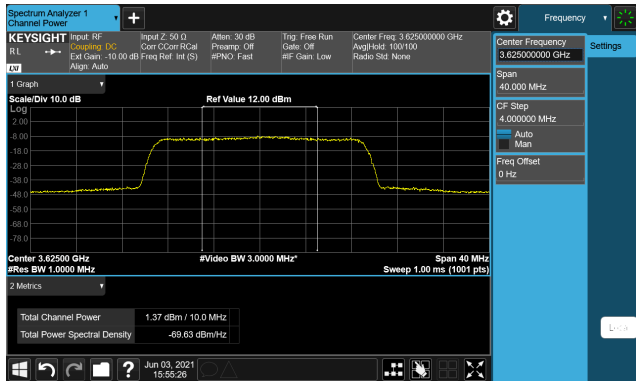 Spectrum Analyzer 1
Channel Power
Frequency
KEYSIGHT
RL
LXI
Input: RF
Coupling: DC
Ext Gain: -10.00 dB
Align: Auto
Input Z: 50 Ω
Corr CCorr RCal
Freq Ref: Int (S)
Atten: 30 dB
Preamp: Off
#PNO: Fast
Trig: Free Run
Gate: Off
#IF Gain: Low
Center Freq: 3.625000000 GHz
Avg|Hold: 100/100
Radio Std: None
Center Frequency
3.625000000 GHz
Settings
Span
40.000 MHz
CF Step
4.000000 MHz
Auto
Man
Freq Offset
0 Hz
1 Graph
Scale/Div 10.0 dB
Ref Value 12.00 dBm
Log
2.00
-8.00
-18.0
-28.0
-38.0
-48.0
-58.0
-68.0
-78.0
Center 3.62500 GHz
#Video BW 3.0000 MHz*
Span 40 MHz
#Res BW 1.0000 MHz
Sweep 1.00 ms (1001 pts)
2 Metrics
Total Channel Power
1.37 dBm / 10.0 MHz
Total Power Spectral Density
-69.63 dBm/Hz
?
Jun 03, 2021
15:55:26